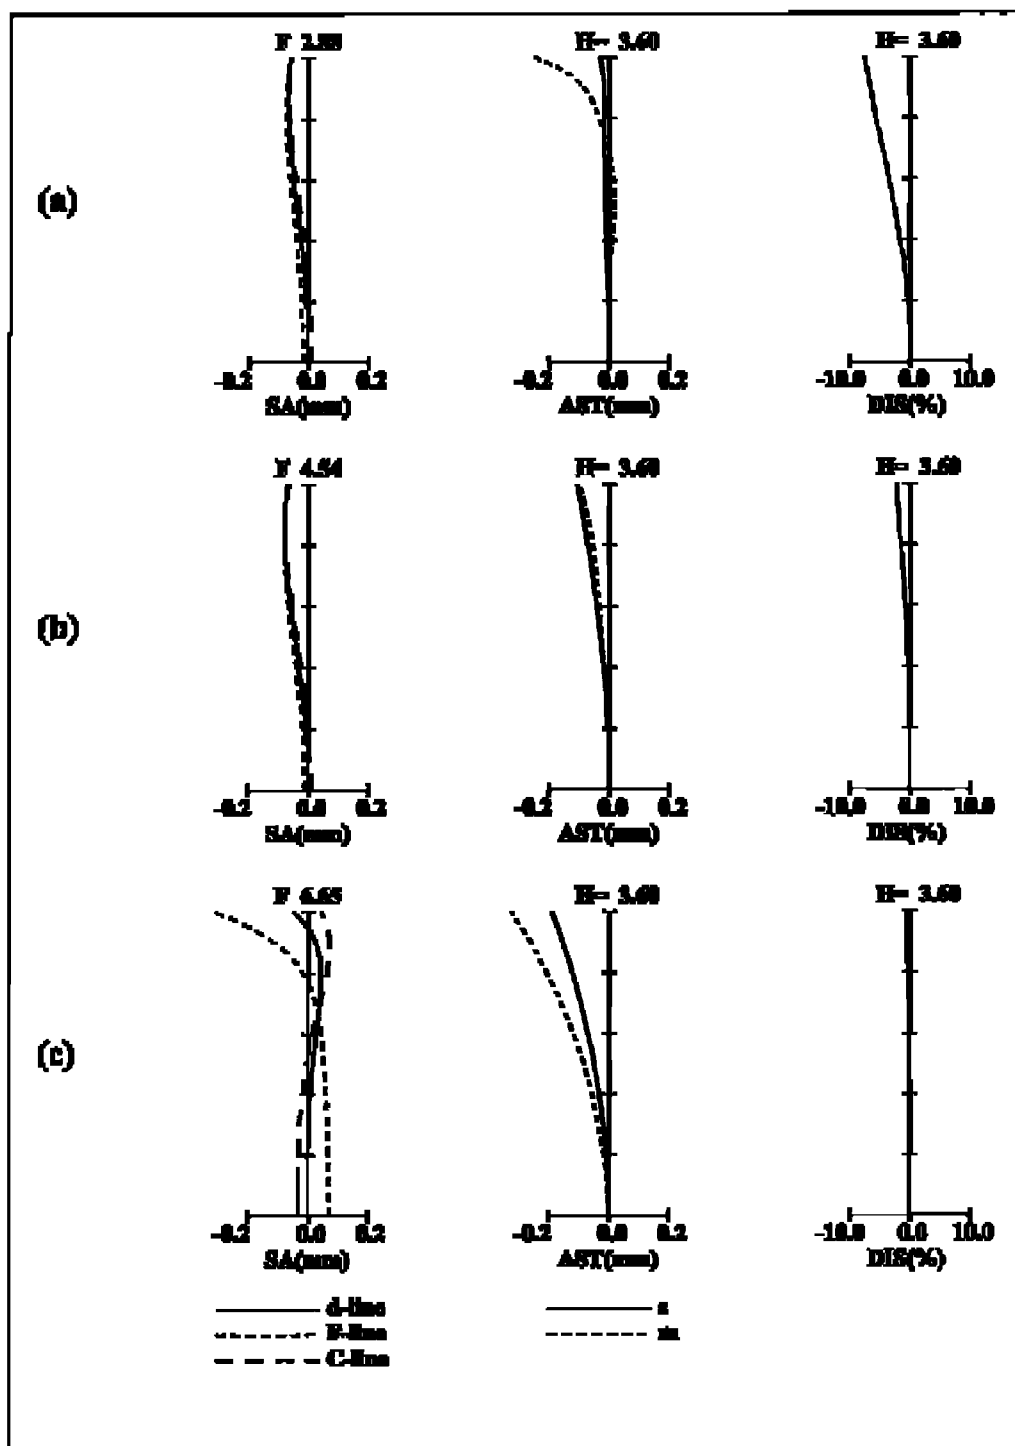 H= 3.60 H= 3.60
(a)
-0.2 0.0 0.2 -0.2 0.0 0.2 -10.0 0.0 10.0
SA(mm) AST(mm) DIS(%)
F 4.54 H= 3.60 H= 3.60
(b)
-0.2 0.0 0.2 -0.2 0.0 0.2 -10.0 0.0 10.0
SA(mm) AST(mm) DIS(%)
F 6.65 H= 3.60 H= 3.60
(c)
-0.2 0.0 0.2 -0.2 0.0 0.2 -10.0 0.0 10.0
SA(mm) AST(mm) DIS(%)
d-line s
F-line m
C-line